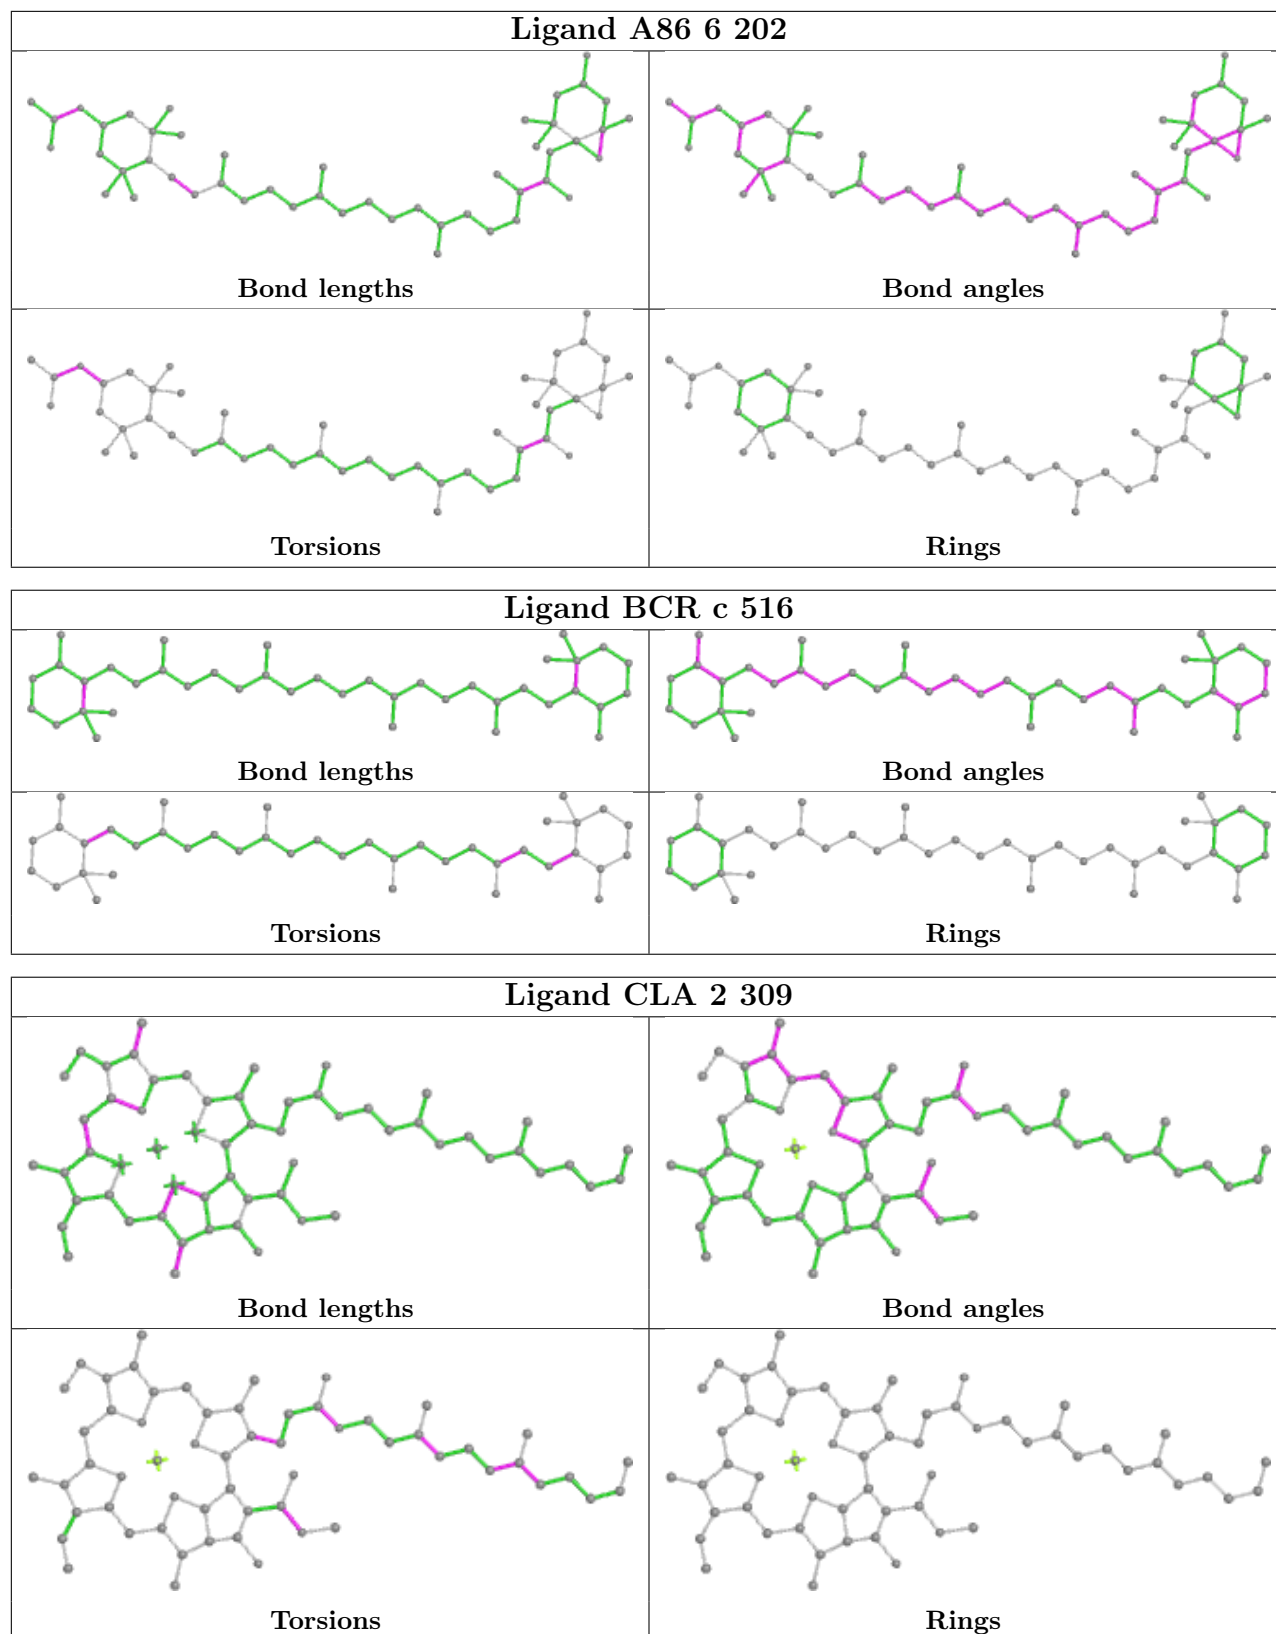 Ligand A86 6 202
Bond lengths
Bond angles
Torsions
Rings
Ligand BCR c 516
Bond lengths
Bond angles
Torsions
Rings
Ligand CLA 2 309
Bond lengths
Bond angles
Torsions
Rings